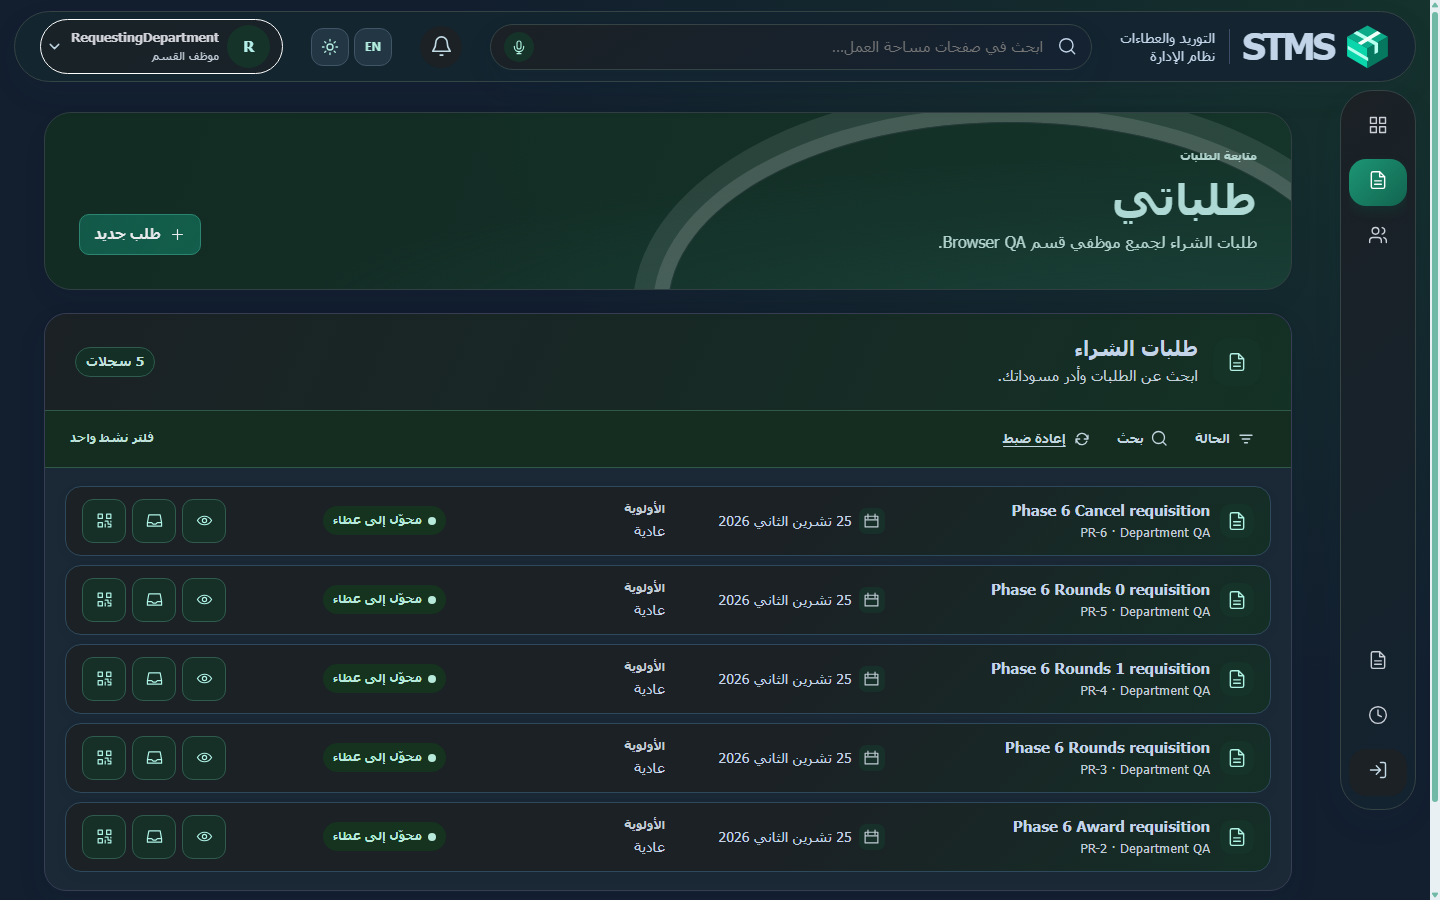 STMS
التوريد والعطاءات
نظام الإدارة
ابحث في صفحات مساحة العمل...
EN
R
RequestingDepartment
موظف القسم
متابعة الطلبات
طلباتي
طلبات الشراء لجميع موظفي قسم Browser QA.
طلب جديد
طلبات الشراء
ابحث عن الطلبات وأدر مسوداتك.
5 سجلات
الحالة
بحث
إعادة ضبط
فلتر نشط واحد
Phase 6 Cancel requisition
PR-6 · Department QA
25 تشرين الثاني 2026
الأولوية
عادية
محوّل إلى عطاء
Phase 6 Rounds 0 requisition
PR-5 · Department QA
25 تشرين الثاني 2026
الأولوية
عادية
محوّل إلى عطاء
Phase 6 Rounds 1 requisition
PR-4 · Department QA
25 تشرين الثاني 2026
الأولوية
عادية
محوّل إلى عطاء
Phase 6 Rounds requisition
PR-3 · Department QA
25 تشرين الثاني 2026
الأولوية
عادية
محوّل إلى عطاء
Phase 6 Award requisition
PR-2 · Department QA
25 تشرين الثاني 2026
الأولوية
عادية
محوّل إلى عطاء